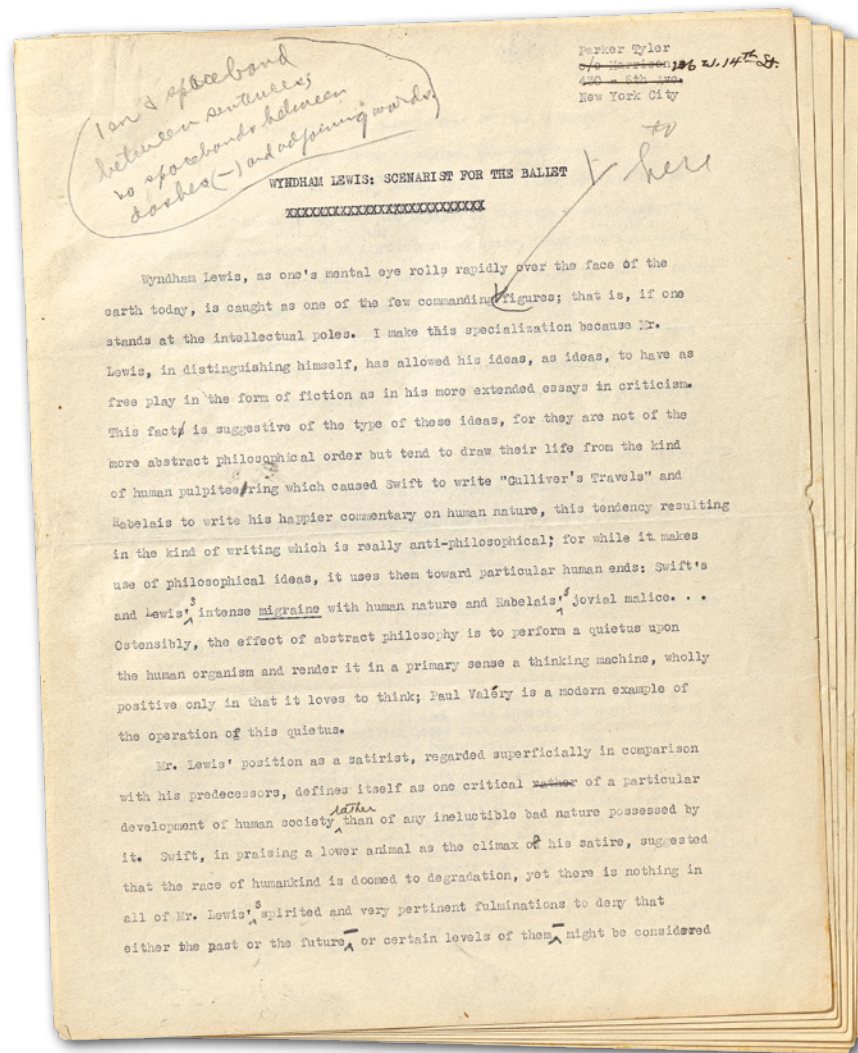 Parker Tyler
c/o Harrison 206 W. 14th St.
430 - 6th Ave.
New York City
1 en & spaceband
between sentences;
no spacebands between
dashes (—) and adjoining words.
to
here
WYNDHAM LEWIS: SCENARIST FOR THE BALLET
XXXXXXXXXXXXXXXXXXXXXXXXXXX
Wyndham Lewis, as one's mental eye rolls rapidly over the face of the
earth today, is caught as one of the few commanding figures; that is, if one
stands at the intellectual poles. I make this specialization because Mr.
Lewis, in distinguishing himself, has allowed his ideas, as ideas, to have as
free play in the form of fiction as in his more extended essays in criticism.
This fact, is suggestive of the type of these ideas, for they are not of the
more abstract philosophical order but tend to draw their life from the kind
of human pulpitee/ring which caused Swift to write "Gulliver's Travels" and
Rabelais to write his happier commentary on human nature, this tendency resulting
in the kind of writing which is really anti-philosophical; for while it makes
use of philosophical ideas, it uses them toward particular human ends: Swift's
and Lewis's intense migraine with human nature and Rabelais's jovial malice. . .
Ostensibly, the effect of abstract philosophy is to perform a quietus upon
the human organism and render it in a primary sense a thinking machine, wholly
positive only in that it loves to think; Paul Valéry is a modern example of
the operation of this quietus.
Mr. Lewis' position as a satirist, regarded superficially in comparison
with his predecessors, defines itself as one critical rather of a particular
development of human society rather than of any ineluctible bad nature possessed by
it. Swift, in praising a lower animal as the climax of his satire, suggested
that the race of humankind is doomed to degradation, yet there is nothing in
all of Mr. Lewis's spirited and very pertinent fulminations to deny that
either the past or the future — or certain levels of them — might be considered